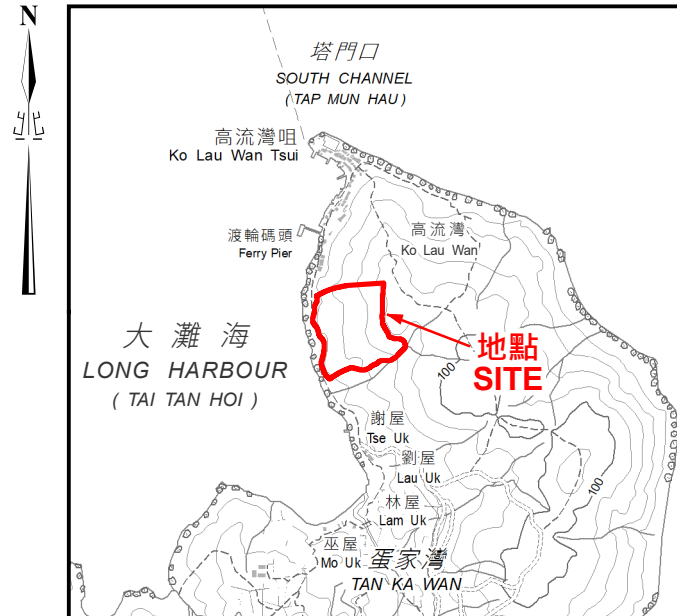 N
塔門口
SOUTH CHANNEL
( TAP MUN HAU )
高流灣咀
Ko Lau Wan Tsui
渡輪碼頭
Ferry Pier
高流灣
Ko Lau Wan
大灘海
LONG HARBOUR
( TAI TAN HOI )
地點
SITE
100
謝屋
Tse Uk
劉屋
Lau Uk
100
林屋
Lam Uk
巫屋
Mo Uk
蛋家灣
TAN KA WAN